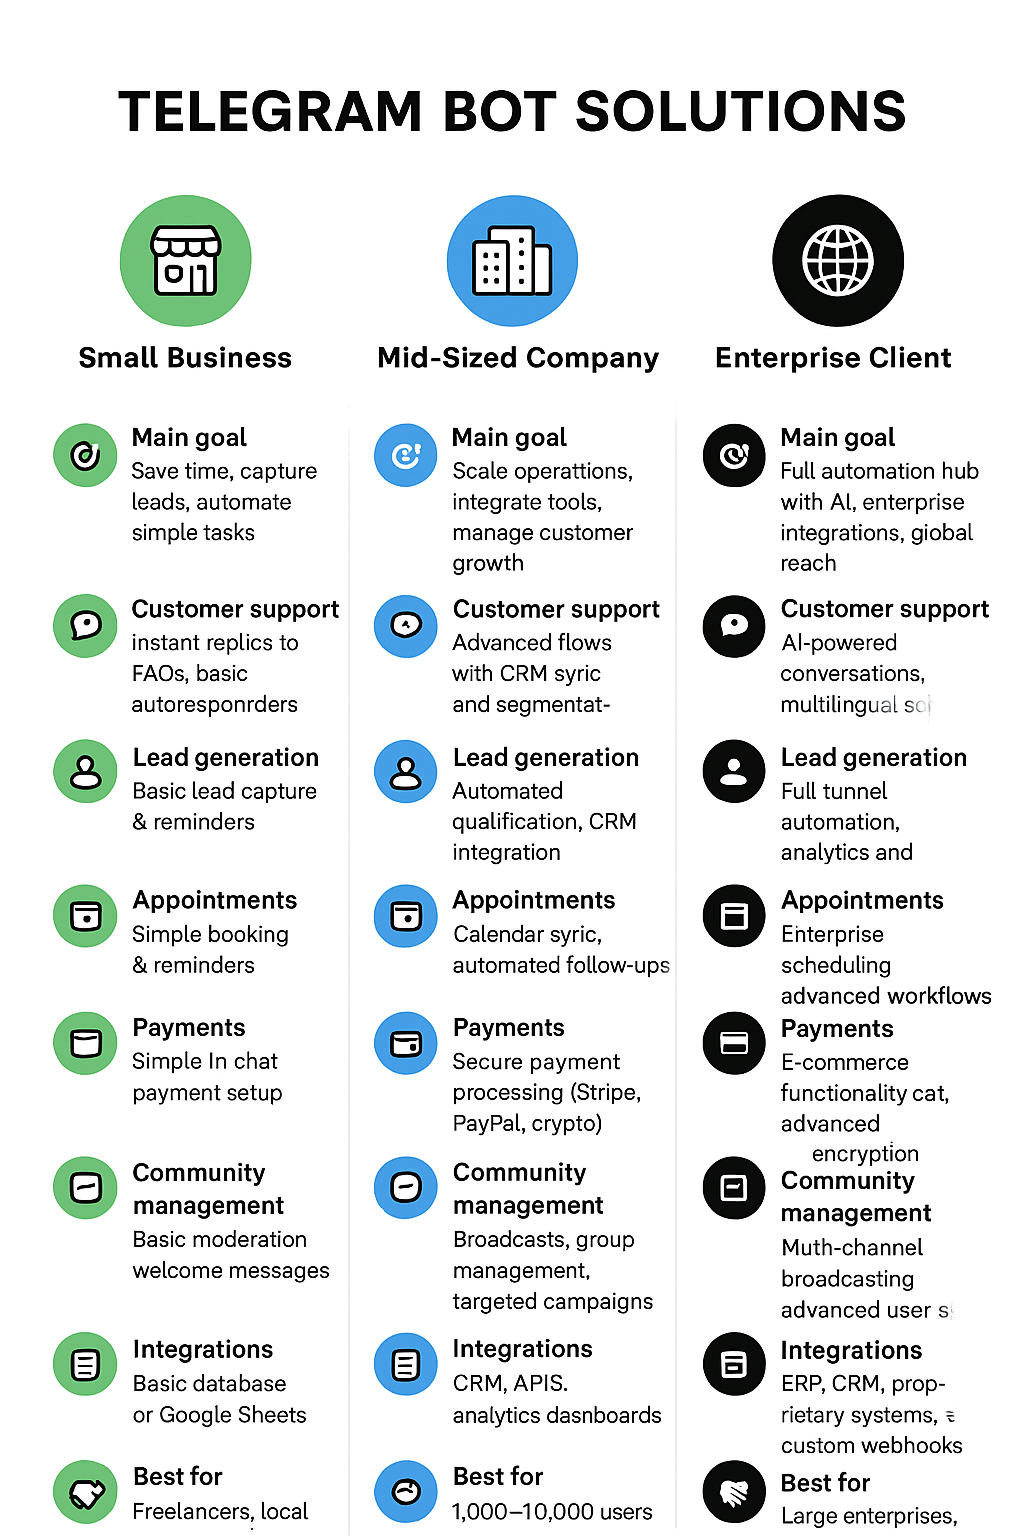 TELEGRAM BOT SOLUTIONS
Small Business
Main goal
Save time, capture
leads, automate
simple tasks
Customer support
instant replics to
FAOs, basic
autoresponrders
Lead generation
Basic lead capture
& reminders
Appointments
Simple booking
& reminders
Payments
Simple In chat
payment setup
Community
management
Basic moderation
welcome messages
Integrations
Basic database
or Google Sheets
Best for
Freelancers, local
Mid-Sized Company
Main goal
Scale operattions,
integrate tools,
manage customer
growth
Customer support
Advanced flows
with CRM syric
and segmentat-
Lead generation
Automated
qualification, CRM
integration
Appointments
Calendar syric,
automated follow-ups
Payments
Secure payment
processing (Stripe,
PayPal, crypto)
Community
management
Broadcasts, group
management,
targeted campaigns
Integrations
CRM, APIS.
analytics dasnboards
Best for
1,000–10,000 users
Enterprise Client
Main goal
Full automation hub
with AI, enterprise
integrations, giobal
reach
Customer support
AI-powered
conversations,
multilingual
Lead generation
Full tunnel
automation,
analytics and
Appointments
Enterprise
scheduling
advanced workflows
Payments
E-commerce
functionality cat,
advanced
encryption
Community
management
Muth-channel
broadcasting
advanced user
Integrations
ERP, CRM, prop-
rietary systems,
custom webhooks
Best for
Large enterprises,